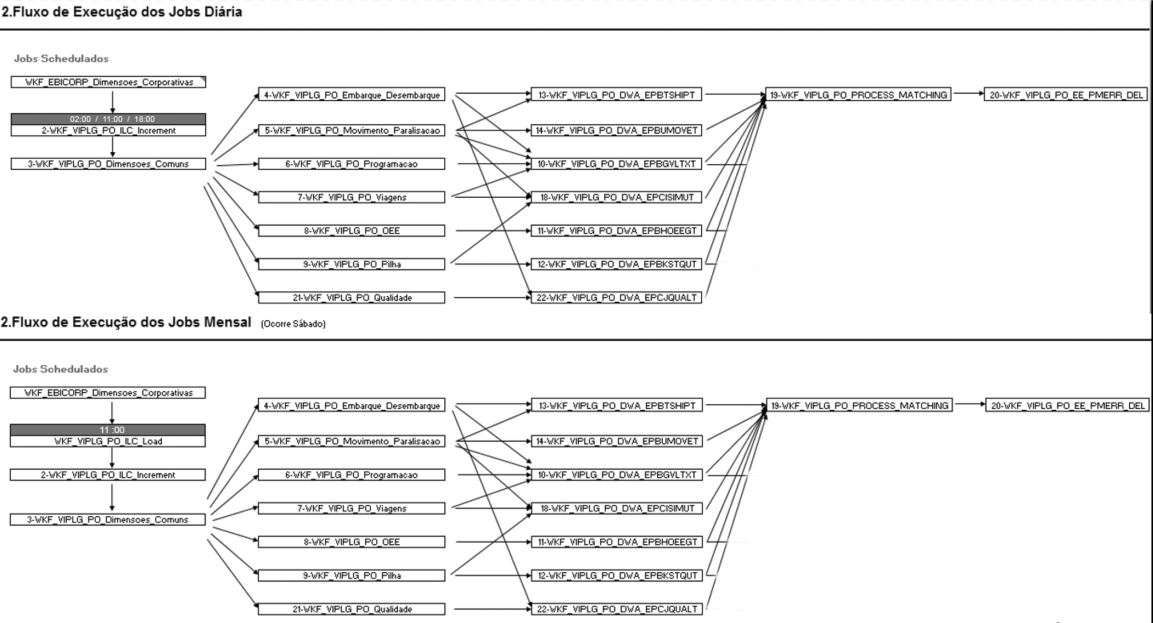 2.Fluxo de Execução dos Jobs Diária
Jobs Schedulados
WKF_EBICORP_Dimensoes_Corporativas
02:00 / 11:00 / 18:00
2-WKF_VIPLG_PO_ILC_Increment
3-WKF_VIPLG_PO_Dimensoes_Comuns
4-WKF_VIPLG_PO_Embarque_Desembarque
5-WKF_VIPLG_PO_Movimento_Paralisacao
6-WKF_VIPLG_PO_Programacao
7-WKF_VIPLG_PO_Viagens
8-WKF_VIPLG_PO_OEE
9-WKF_VIPLG_PO_Pilha
21-WKF_VIPLG_PO_Qualidade
13-WKF_VIPLG_PO_DWA_EPBTSHIPT
14-WKF_VIPLG_PO_DWA_EPBUMOVET
10-WKF_VIPLG_PO_DWA_EPBGVLTXT
18-WKF_VIPLG_PO_DWA_EPCISIMUT
11-WKF_VIPLG_PO_DWA_EPBHOEEGT
12-WKF_VIPLG_PO_DWA_EPBKSTQUT
22-WKF_VIPLG_PO_DWA_EPCJQUALT
19-WKF_VIPLG_PO_PROCESS_MATCHING
20-WKF_VIPLG_PO_EE_PMERR_DEL
2.Fluxo de Execução dos Jobs Mensal (Ocorre Sábado)
Jobs Schedulados
WKF_EBICORP_Dimensoes_Corporativas
11 :00
WKF_VIPLG_PO_ILC_Load
2-WKF_VIPLG_PO_ILC_Increment
3-WKF_VIPLG_PO_Dimensoes_Comuns
4-WKF_VIPLG_PO_Embarque_Desembarque
5-WKF_VIPLG_PO_Movimento_Paralisacao
6-WKF_VIPLG_PO_Programacao
7-WKF_VIPLG_PO_Viagens
8-WKF_VIPLG_PO_OEE
9-WKF_VIPLG_PO_Pilha
21-WKF_VIPLG_PO_Qualidade
13-WKF_VIPLG_PO_DWA_EPBTSHIPT
14-WKF_VIPLG_PO_DWA_EPBUMOVET
10-WKF_VIPLG_PO_DWA_EPBGVLTXT
18-WKF_VIPLG_PO_DWA_EPCISIMUT
11-WKF_VIPLG_PO_DWA_EPBHOEEGT
12-WKF_VIPLG_PO_DWA_EPBKSTQUT
22-WKF_VIPLG_PO_DWA_EPCJQUALT
19-WKF_VIPLG_PO_PROCESS_MATCHING
20-WKF_VIPLG_PO_EE_PMERR_DEL